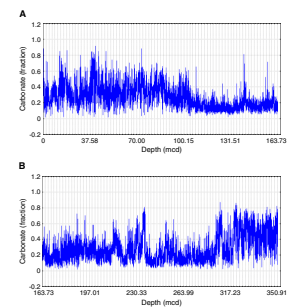 A
1.2
1.0
0.8
0.6
0.4
0.2
0
-0.2
Carbonate (fraction)
0 37.58 70.00 100.15 131.51 163.73
Depth (mcd)
B
1.2
1.0
0.8
0.6
0.4
0.2
0
-0.2
Carbonate (fraction)
163.73 197.01 230.33 263.99 317.23 350.91
Depth (mcd)